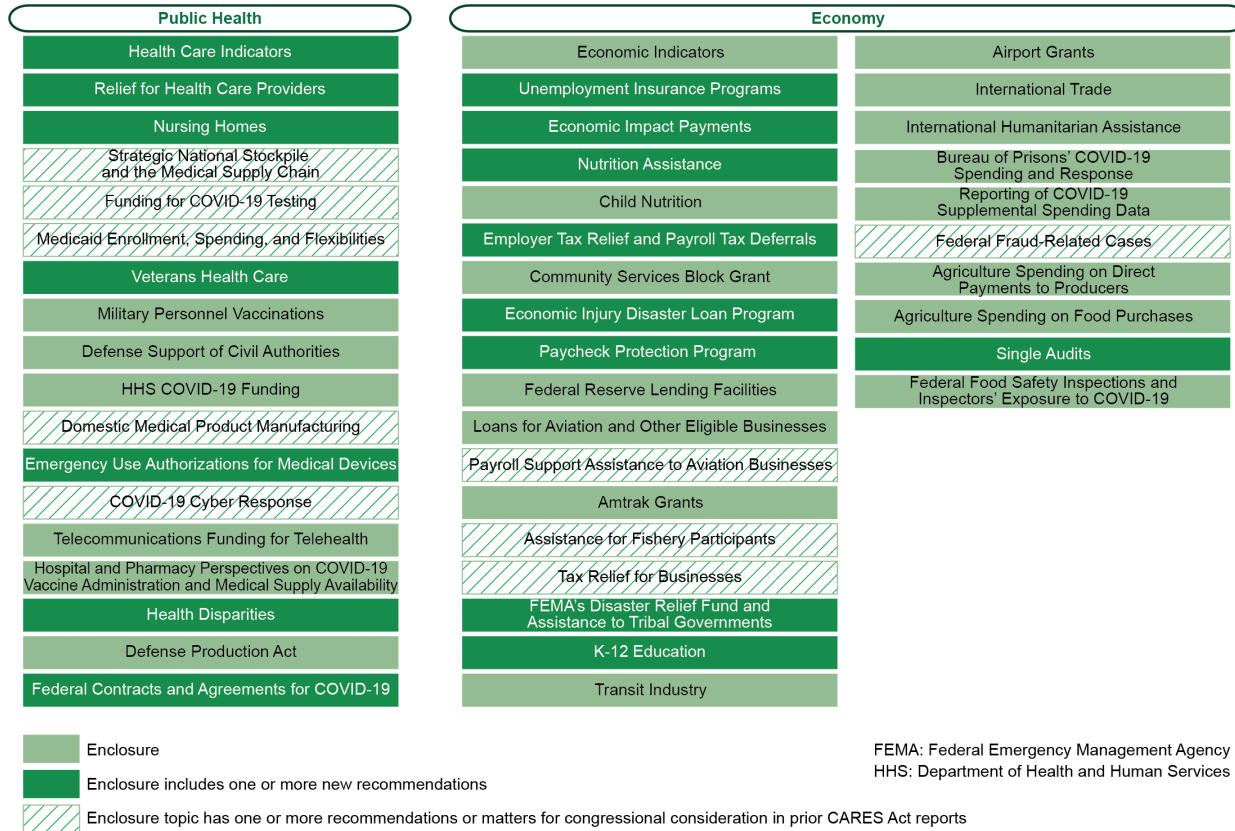 Public Health
Health Care Indicators
Relief for Health Care Providers
Nursing Homes
Strategic National Stockpile
and the Medical Supply Chain
Funding for COVID-19 Testing
Medicaid Enrollment, Spending, and Flexibilities
Veterans Health Care
Military Personnel Vaccinations
Defense Support of Civil Authorities
HHS COVID-19 Funding
Domestic Medical Product Manufacturing
Emergency Use Authorizations for Medical Devices
COVID-19 Cyber Response
Telecommunications Funding for Telehealth
Hospital and Pharmacy Perspectives on COVID-19
Vaccine Administration and Medical Supply Availability
Health Disparities
Defense Production Act
Federal Contracts and Agreements for COVID-19
Economy
Economic Indicators
Unemployment Insurance Programs
Economic Impact Payments
Nutrition Assistance
Child Nutrition
Employer Tax Relief and Payroll Tax Deferrals
Community Services Block Grant
Economic Injury Disaster Loan Program
Paycheck Protection Program
Federal Reserve Lending Facilities
Loans for Aviation and Other Eligible Businesses
Payroll Support Assistance to Aviation Businesses
Amtrak Grants
Assistance for Fishery Participants
Tax Relief for Businesses
FEMA's Disaster Relief Fund and
Assistance to Tribal Governments
K-12 Education
Transit Industry
Airport Grants
International Trade
International Humanitarian Assistance
Bureau of Prisons' COVID-19
Spending and Response
Reporting of COVID-19
Supplemental Spending Data
Federal Fraud-Related Cases
Agriculture Spending on Direct
Payments to Producers
Agriculture Spending on Food Purchases
Single Audits
Federal Food Safety Inspections and
Inspectors' Exposure to COVID-19
Enclosure
Enclosure includes one or more new recommendations
Enclosure topic has one or more recommendations or matters for congressional consideration in prior CARES Act reports
FEMA: Federal Emergency Management Agency
HHS: Department of Health and Human Services